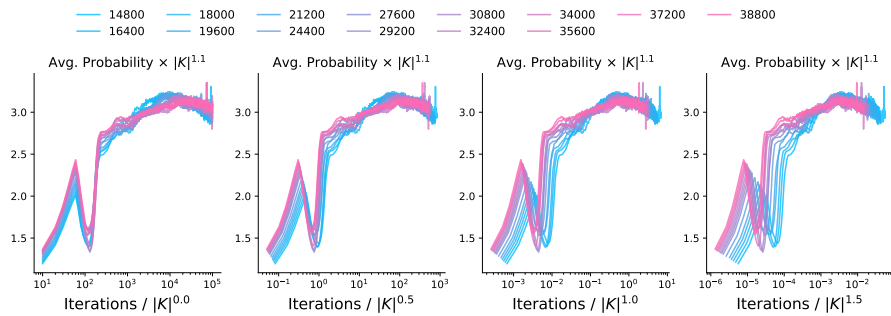 14800 18000 21200 27600 30800 34000 37200 38800
16400 19600 24400 29200 32400 35600
Avg. Probability × |K|^1.1 Avg. Probability × |K|^1.1 Avg. Probability × |K|^1.1 Avg. Probability × |K|^1.1
3.0 3.0 3.0 3.0
2.5 2.5 2.5 2.5
2.0 2.0 2.0 2.0
1.5 1.5 1.5 1.5
10^1 10^2 10^3 10^4 10^5 10^−1 10^0 10^1 10^2 10^3 10^−3 10^−2 10^−1 10^0 10^1 10^−6 10^−5 10^−4 10^−3 10^−2
Iterations / |K|^0.0 Iterations / |K|^0.5 Iterations / |K|^1.0 Iterations / |K|^1.5